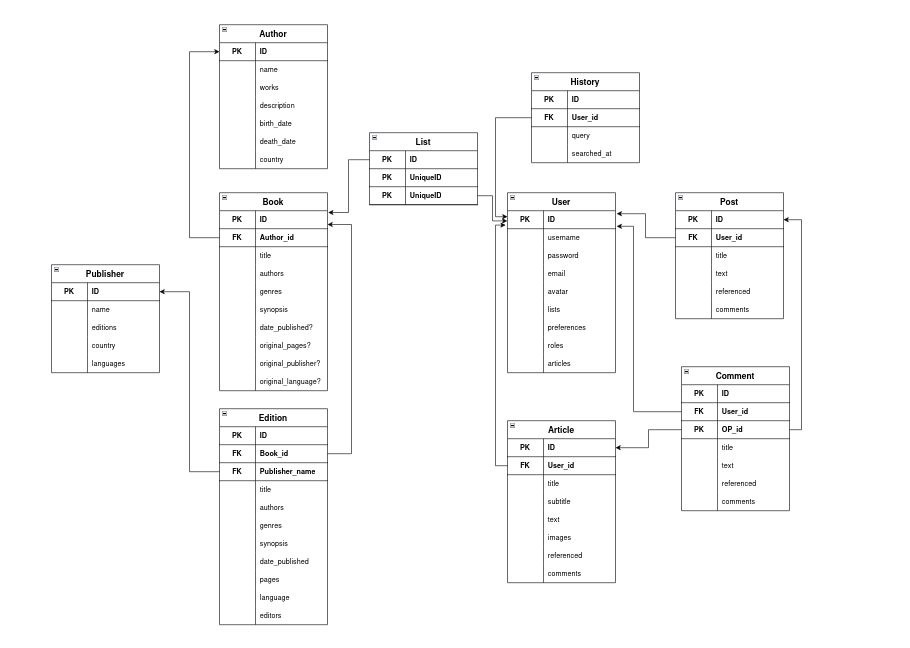 Author
PK ID
name
works
description
birth_date
death_date
country
History
PK ID
FK User_id
query
searched_at
List
PK ID
PK UniqueID
PK UniqueID
Book
PK ID
FK Author_id
title
authors
genres
synopsis
date_published?
original_pages?
original_publisher?
original_language?
User
PK ID
username
password
email
avatar
lists
preferences
roles
articles
Post
PK ID
FK User_id
title
text
referenced
comments
Publisher
PK ID
name
editions
country
languages
Comment
PK ID
FK User_id
PK OP_id
title
text
referenced
comments
Edition
PK ID
FK Book_id
FK Publisher_name
title
authors
genres
synopsis
date_published
pages
language
editors
Article
PK ID
FK User_id
title
subtitle
text
images
referenced
comments